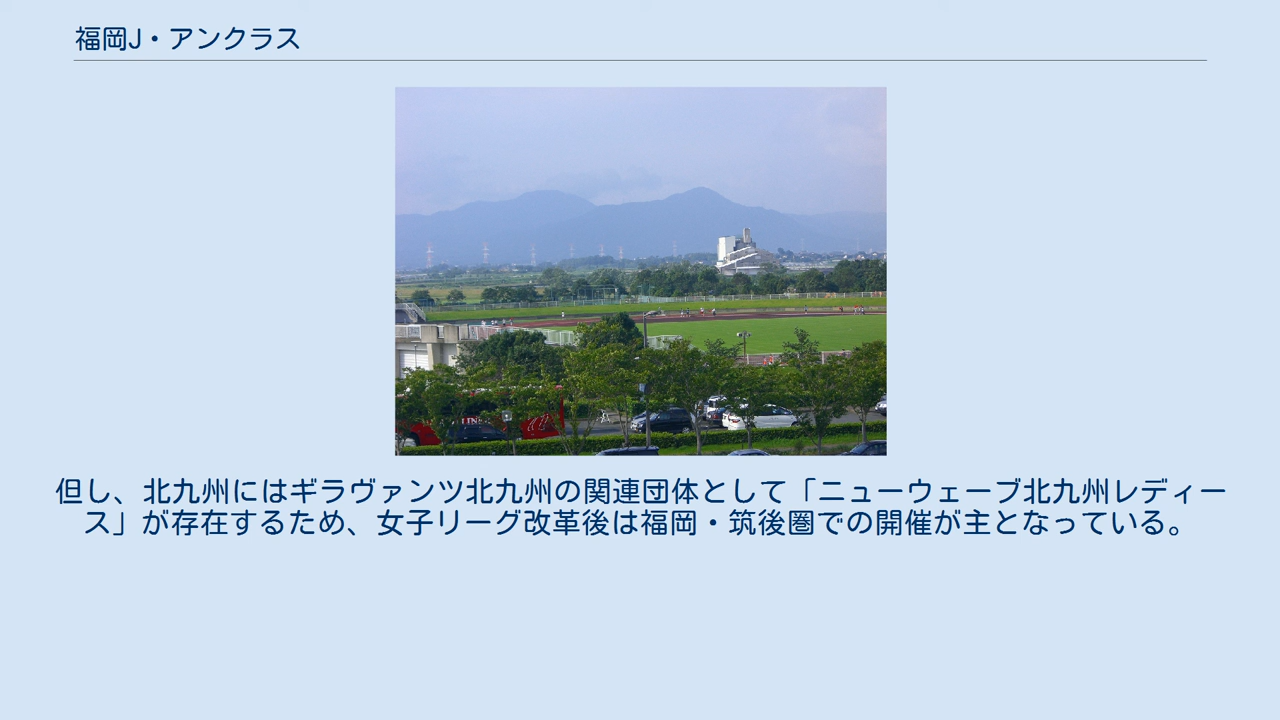 福岡J・アンクラス
但し、北九州にはギラヴァンツ北九州の関連団体として「ニューウェーブ北九州レディー
ス」が存在するため、女子リーグ改革後は福岡・筑後圏での開催が主となっている。